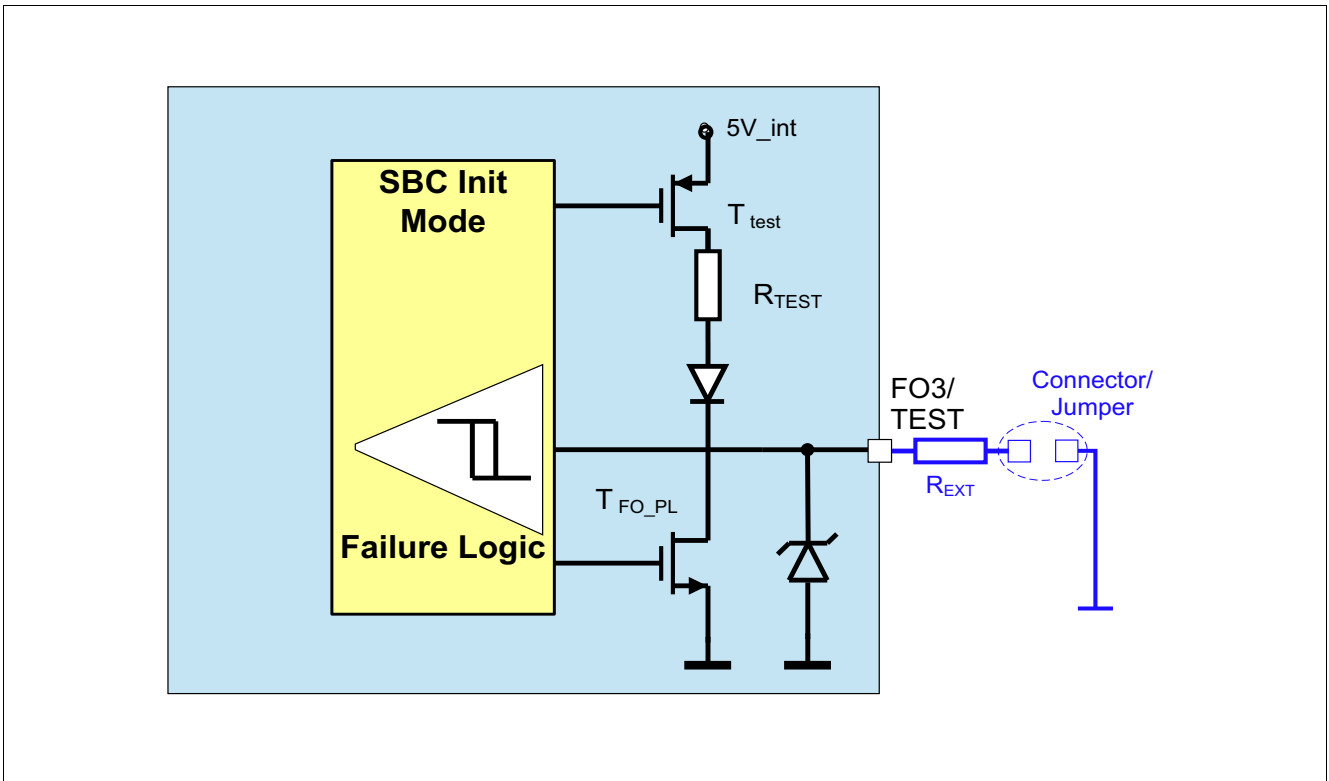 5V_int
SBC Init
Mode
T test
RTEST
FO3/
TEST
Connector/
Jumper
REXT
T FO_PL
Failure Logic